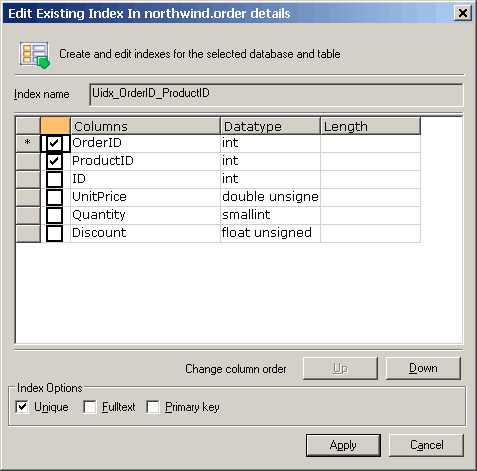 Edit Existing Index In northwind.order details
Create and edit indexes for the selected database and table
Index name Uidx_OrderID_ProductID
Columns Datatype Length
* OrderID int
ProductID int
ID int
UnitPrice double unsigne
Quantity smallint
Discount float unsigned
Change column order Up Down
Index Options
Unique Fulltext Primary key
Apply Cancel